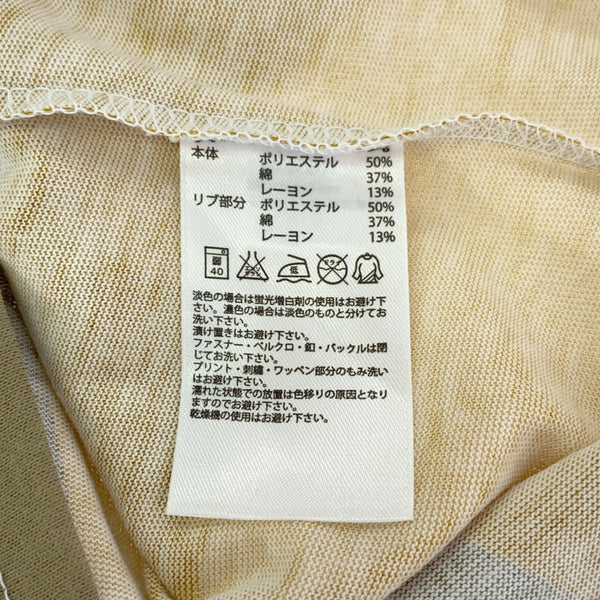 本体 ポリエステル 50%
綿 37%
レーヨン 13%
リブ部分 ポリエステル 50%
綿 37%
レーヨン 13%
弱 40 低 ドライ
淡色の場合は蛍光増白剤の使用はお避け下
さい。濃色の場合は淡色のものと分けてお
洗い下さい。
漬け置きはお避け下さい。
ファスナー・ベルクロ・釦・バックルは閉
じてお洗い下さい。
プリント・刺繍・ワッペン部分のもみ洗い
はお避け下さい。
濡れた状態での放置は色移りの原因となり
ますのでお避け下さい。
乾燥機の使用はお避け下さい。